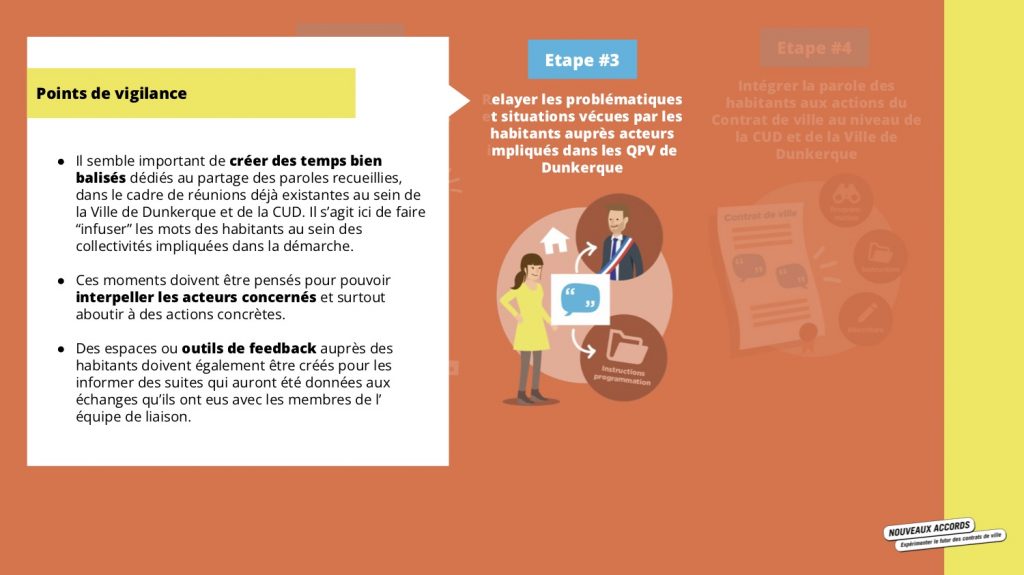 Points de vigilance
● Il semble important de créer des temps bien
balisés dédiés au partage des paroles recueillies,
dans le cadre de réunions déjà existantes au sein de
la Ville de Dunkerque et de la CUD. Il s’agit ici de faire
“infuser” les mots des habitants au sein des
collectivités impliquées dans la démarche.
● Ces moments doivent être pensés pour pouvoir
interpeller les acteurs concernés et surtout
aboutir à des actions concrètes.
● Des espaces ou outils de feedback auprès des
habitants doivent également être créés pour les
informer des suites qui auront été données aux
échanges qu’ils ont eus avec les membres de l’
équipe de liaison.
Etape #3
Relayer les problématiques
et situations vécues par les
habitants auprès acteurs
impliqués dans les QPV de
Dunkerque
Instructions
programmation
Etape #4
Intégrer la parole des
habitants aux actions du
Contrat de ville au niveau de
la CUD et de la Ville de
Dunkerque
Contrat de ville
NOUVEAUX ACCORDS
Expérimenter le futur des contrats de ville